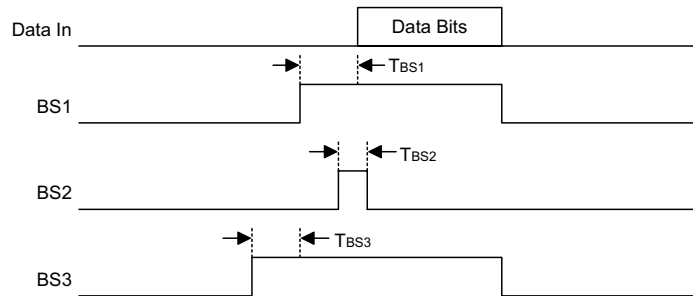 Data In
Data Bits
TBS1
BS1
TBS2
BS2
TBS3
BS3